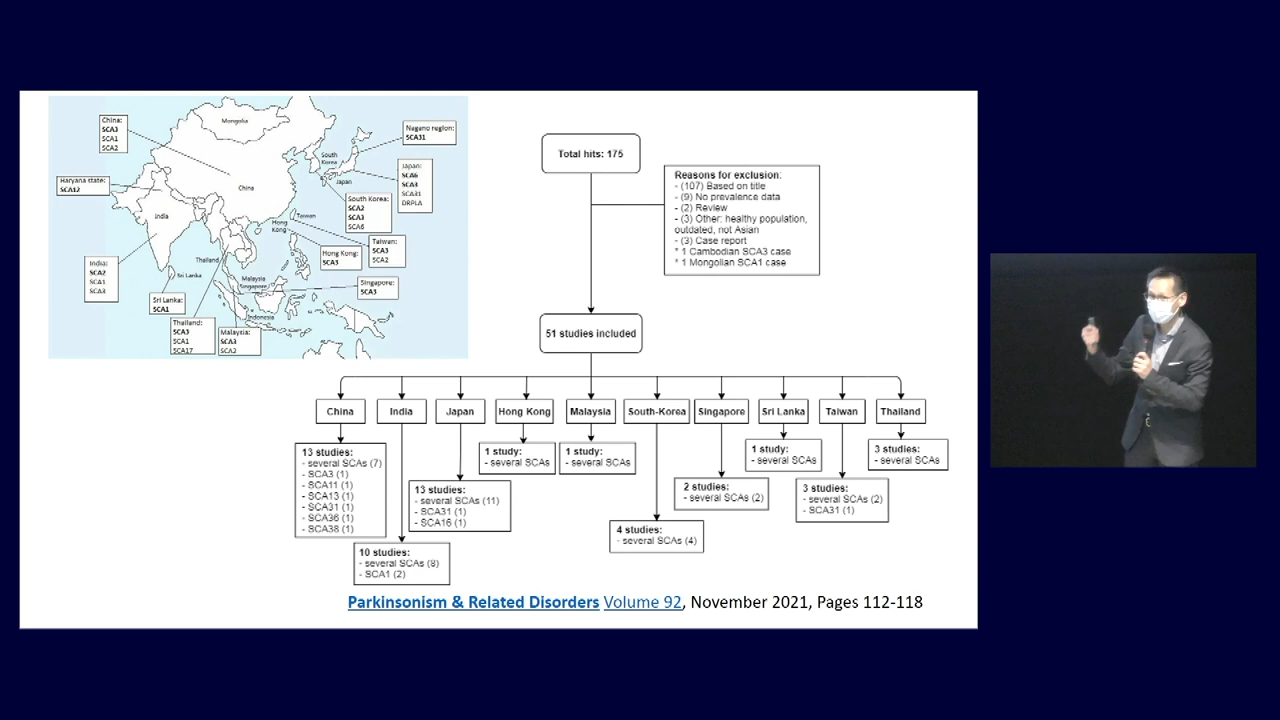 Mongolia
China:
SCA3
SCA1
SCA2
Nagano region:
SCA31
South
Korea
Japan
Japan:
SCA6
SCA3
SCA31
DRPLA
Haryana state:
SCA12
China
India
South Korea:
SCA2
SCA3
SCA6
Taiwan
Hong
Kong
Taiwan:
SCA3
SCA2
Hong Kong:
SCA3
Thailand
India:
SCA2
SCA1
SCA3
Sri Lanka
Malaysia
Singapore
Singapore:
SCA3
Sri Lanka:
SCA1
Indonesia
Thailand:
SCA3
SCA1
SCA17
Malaysia:
SCA3
SCA2
Total hits: 175
Reasons for exclusion:
- (107) Based on title
- (9) No prevalence data
- (2) Review
- (3) Other: healthy population,
outdated, not Asian
- (3) Case report
* 1 Cambodian SCA3 case
* 1 Mongolian SCA1 case
51 studies included
China
India
Japan
Hong Kong
Malaysia
South-Korea
Singapore
Sri Lanka
Taiwan
Thailand
13 studies:
- several SCAs (7)
- SCA3 (1)
- SCA11 (1)
- SCA13 (1)
- SCA31 (1)
- SCA36 (1)
- SCA38 (1)
10 studies:
- several SCAs (8)
- SCA1 (2)
13 studies:
- several SCAs (11)
- SCA31 (1)
- SCA16 (1)
1 study:
- several SCAs
1 study:
- several SCAs
4 studies:
- several SCAs (4)
2 studies:
- several SCAs (2)
1 study:
- several SCAs
3 studies:
- several SCAs (2)
- SCA31 (1)
3 studies:
- several SCAs
Parkinsonism & Related Disorders Volume 92, November 2021, Pages 112-118